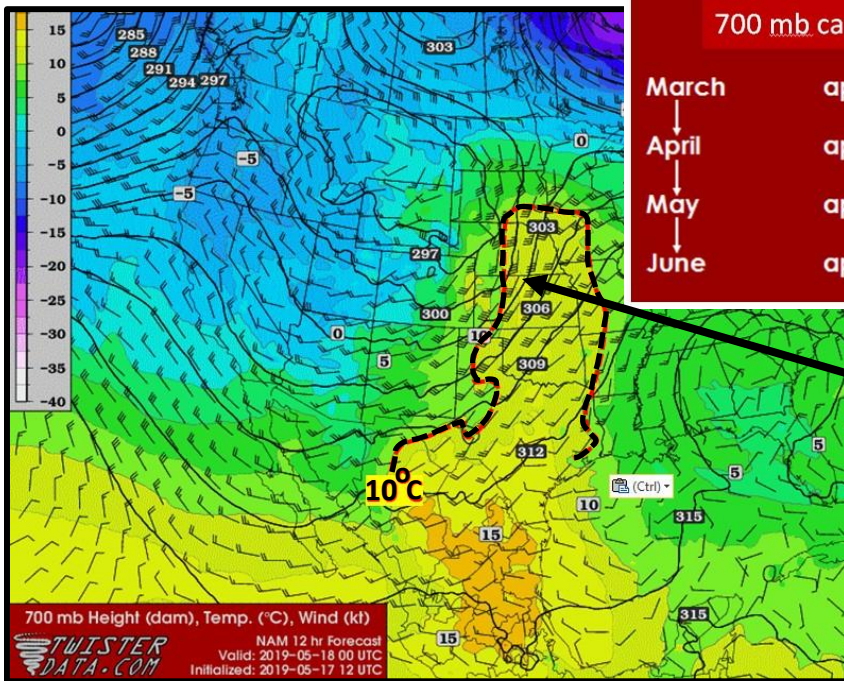 15
10
5
0
-5
-10
-15
-20
-25
-30
-35
-40
285
288
291
294 297
303
-5
-5
0
303
297
300
306
10
0
5
309
312
10°C
15
10
315
5
5
315
15
(Ctrl)
700 mb ca
March
April
May
June
700 mb Height (dam), Temp. (°C), Wind (kt)
TWISTER
DATA.COM
NAM 12 hr Forecast
Valid: 2019-05-18 00 UTC
Initialized: 2019-05-17 12 UTC